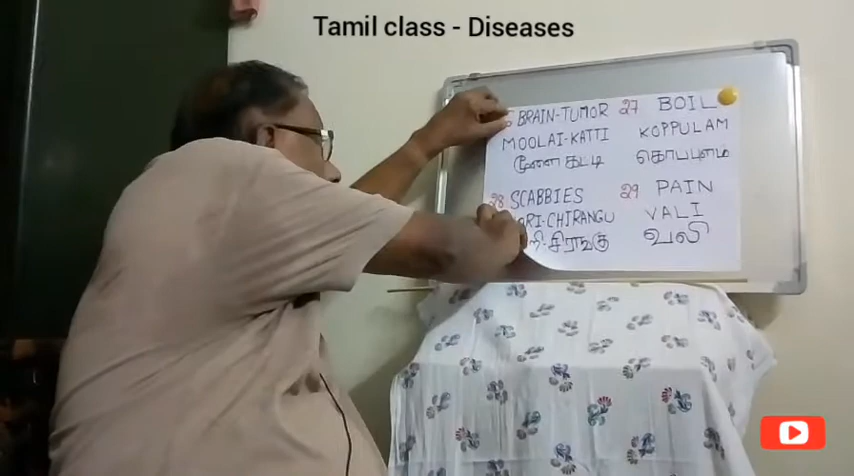 Tamil class - Diseases
BRAIN-TUMOR
MOOLAI-KATTI
மூளை கட்டி
27 BOIL
KOPPULAM
கொப்பளம்
28 SCABBIES
CHIRANGU
சிரங்கு
29 PAIN
VALI
வலி